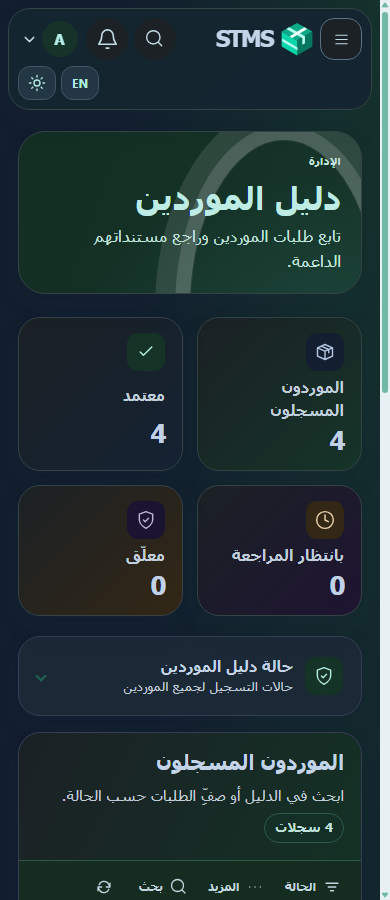 STMS
A
EN
الإدارة
دليل الموردين
تابع طلبات الموردين وراجع مستنداتهم
الداعمة.
الموردون
المسجلون
4
معتمد
4
بانتظار المراجعة
0
معلّق
0
حالة دليل الموردين
حالات التسجيل لجميع الموردين
الموردون المسجلون
ابحث في الدليل أو صفِّ الطلبات حسب الحالة.
4 سجلات
الحالة
المزيد
بحث